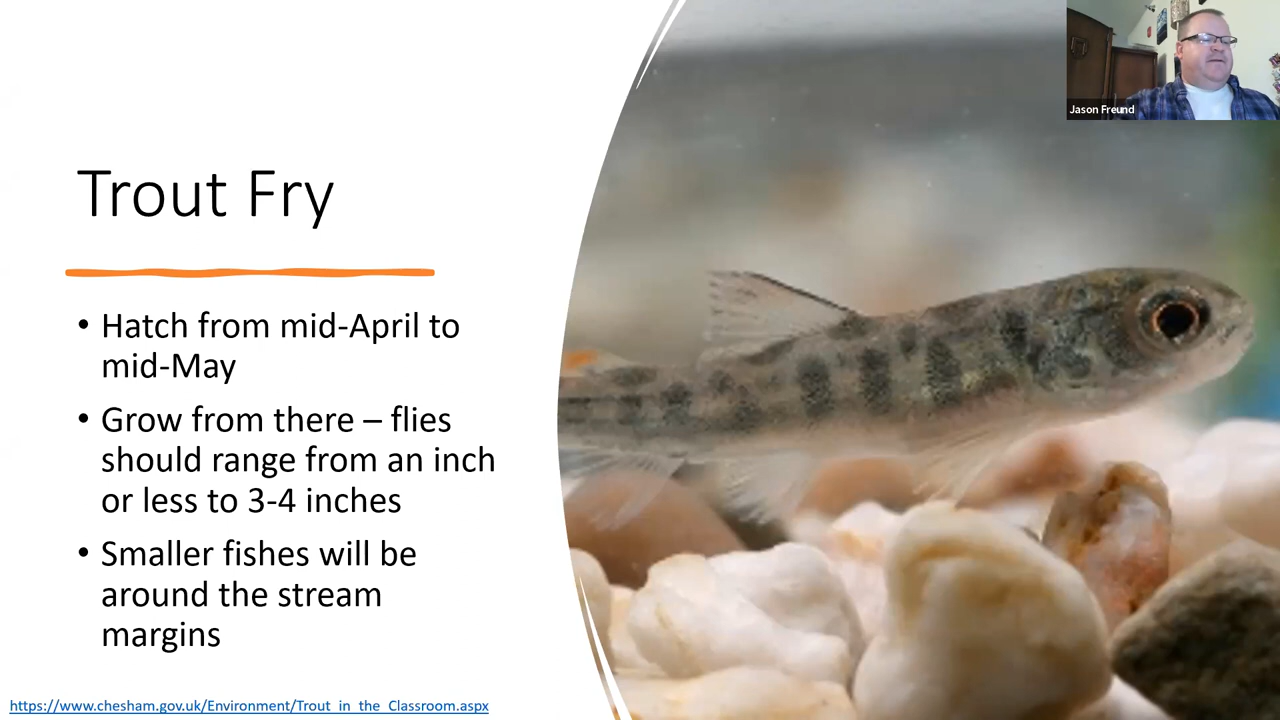 Jason Freund
Trout Fry
• Hatch from mid-April to
mid-May
• Grow from there – flies
should range from an inch
or less to 3-4 inches
• Smaller fishes will be
around the stream
margins
https://www.chesham.gov.uk/Environment/Trout_in_the_Classroom.aspx